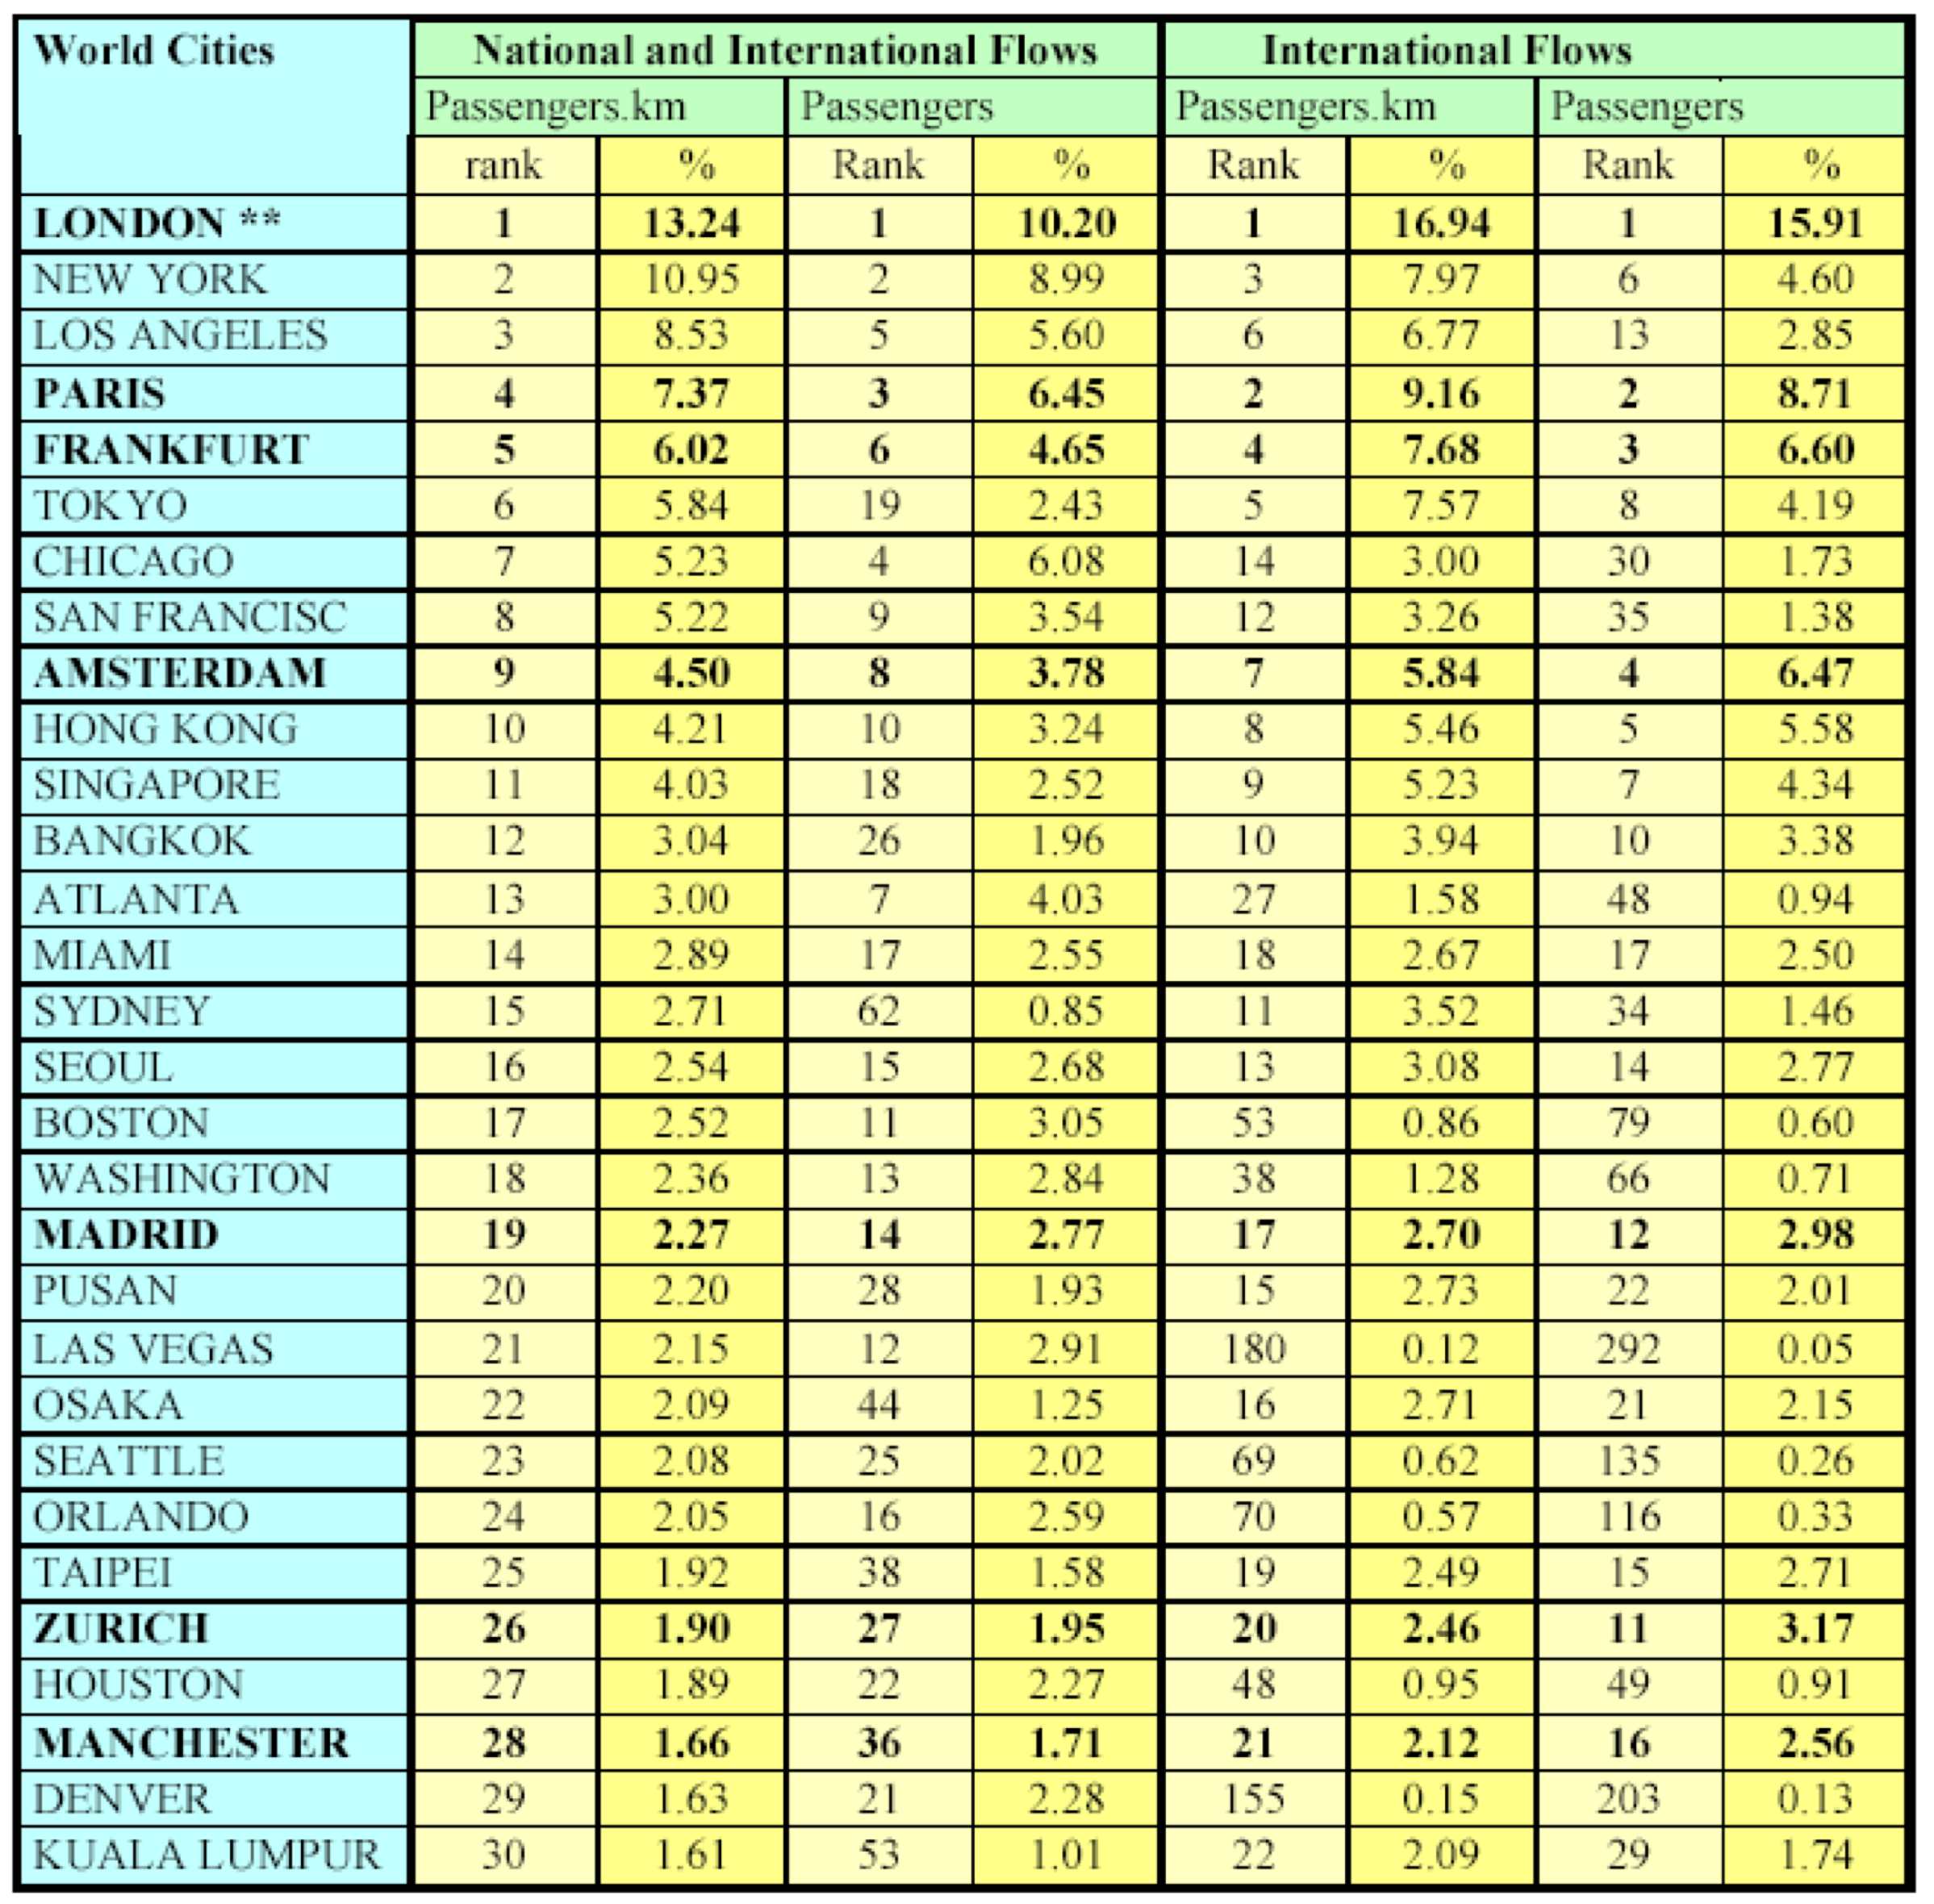 World Cities National and International Flows International Flows
Passengers.km Passengers Passengers.km Passengers
rank % Rank % Rank % Rank %
LONDON ** 1 13.24 1 10.20 1 16.94 1 15.91
NEW YORK 2 10.95 2 8.99 3 7.97 6 4.60
LOS ANGELES 3 8.53 5 5.60 6 6.77 13 2.85
PARIS 4 7.37 3 6.45 2 9.16 2 8.71
FRANKFURT 5 6.02 6 4.65 4 7.68 3 6.60
TOKYO 6 5.84 19 2.43 5 7.57 8 4.19
CHICAGO 7 5.23 4 6.08 14 3.00 30 1.73
SAN FRANCISC 8 5.22 9 3.54 12 3.26 35 1.38
AMSTERDAM 9 4.50 8 3.78 7 5.84 4 6.47
HONG KONG 10 4.21 10 3.24 8 5.46 5 5.58
SINGAPORE 11 4.03 18 2.52 9 5.23 7 4.34
BANGKOK 12 3.04 26 1.96 10 3.94 10 3.38
ATLANTA 13 3.00 7 4.03 27 1.58 48 0.94
MIAMI 14 2.89 17 2.55 18 2.67 17 2.50
SYDNEY 15 2.71 62 0.85 11 3.52 34 1.46
SEOUL 16 2.54 15 2.68 13 3.08 14 2.77
BOSTON 17 2.52 11 3.05 53 0.86 79 0.60
WASHINGTON 18 2.36 13 2.84 38 1.28 66 0.71
MADRID 19 2.27 14 2.77 17 2.70 12 2.98
PUSAN 20 2.20 28 1.93 15 2.73 22 2.01
LAS VEGAS 21 2.15 12 2.91 180 0.12 292 0.05
OSAKA 22 2.09 44 1.25 16 2.71 21 2.15
SEATTLE 23 2.08 25 2.02 69 0.62 135 0.26
ORLANDO 24 2.05 16 2.59 70 0.57 116 0.33
TAIPEI 25 1.92 38 1.58 19 2.49 15 2.71
ZURICH 26 1.90 27 1.95 20 2.46 11 3.17
HOUSTON 27 1.89 22 2.27 48 0.95 49 0.91
MANCHESTER 28 1.66 36 1.71 21 2.12 16 2.56
DENVER 29 1.63 21 2.28 155 0.15 203 0.13
KUALA LUMPUR 30 1.61 53 1.01 22 2.09 29 1.74